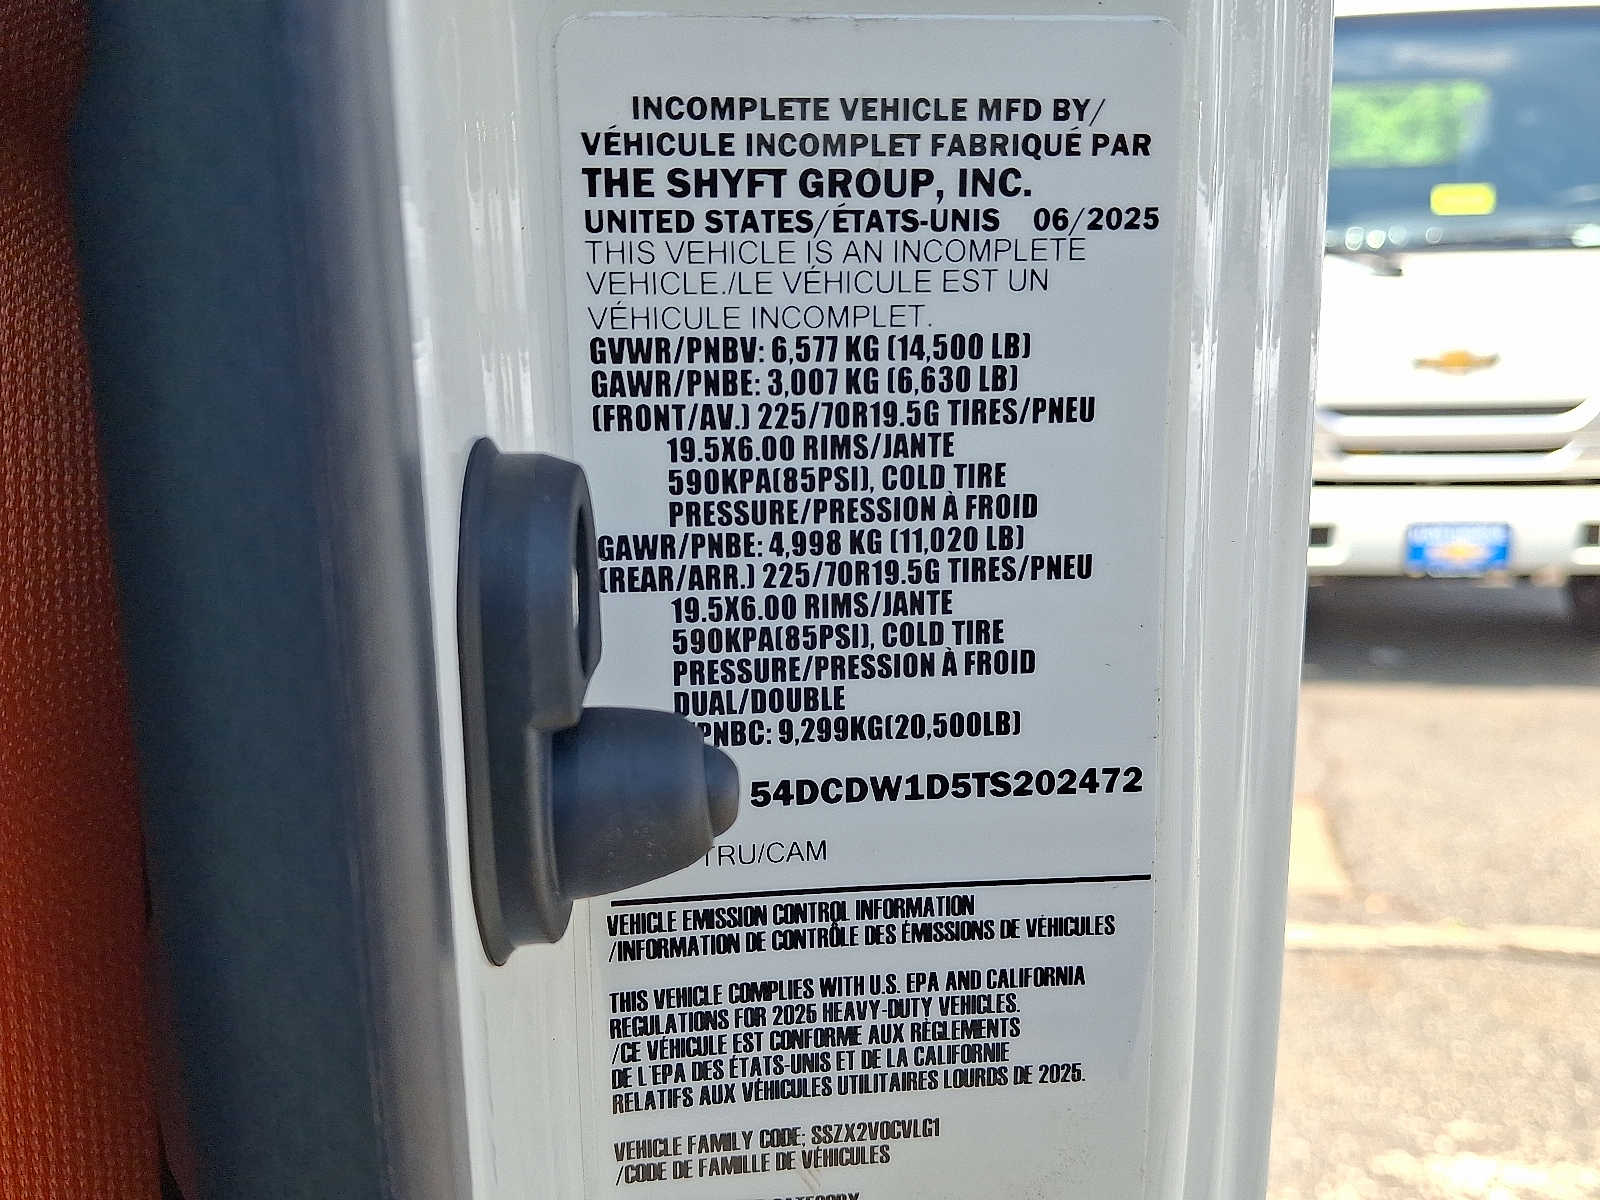 INCOMPLETE VEHICLE MFD BY/
VÉHICULE INCOMPLET FABRIQUÉ PAR
THE SHYFT GROUP, INC.
UNITED STATES/ÉTATS-UNIS 06/2025
THIS VEHICLE IS AN INCOMPLETE
VEHICLE./LE VÉHICULE EST UN
VÉHICULE INCOMPLET.
GVWR/PNBV: 6,577 KG (14,500 LB)
GAWR/PNBE: 3,007 KG (6,630 LB)
(FRONT/AV.) 225/70R19.5G TIRES/PNEU
19.5X6.00 RIMS/JANTE
590KPA(85PSI), COLD TIRE
PRESSURE/PRESSION À FROID
GAWR/PNBE: 4,998 KG (11,020 LB)
(REAR/ARR.) 225/70R19.5G TIRES/PNEU
19.5X6.00 RIMS/JANTE
590KPA(85PSI), COLD TIRE
PRESSURE/PRESSION À FROID
DUAL/DOUBLE
/PNBC: 9,299KG(20,500LB)
54DCDW1D5TS202472
TRU/CAM
VEHICLE EMISSION CONTROL INFORMATION
/INFORMATION DE CONTRÔLE DES ÉMISSIONS DE VÉHICULES
THIS VEHICLE COMPLIES WITH U.S. EPA AND CALIFORNIA
REGULATIONS FOR 2025 HEAVY-DUTY VEHICLES.
/CE VÉHICULE EST CONFORME AUX RÈGLEMENTS
DE L'EPA DES ÉTATS-UNIS ET DE LA CALIFORNIE
RELATIFS AUX VÉHICULES UTILITAIRES LOURDS DE 2025.
VEHICLE FAMILY CODE: SSZX2VOCVLG1
/CODE DE FAMILLE DE VÉHICULES